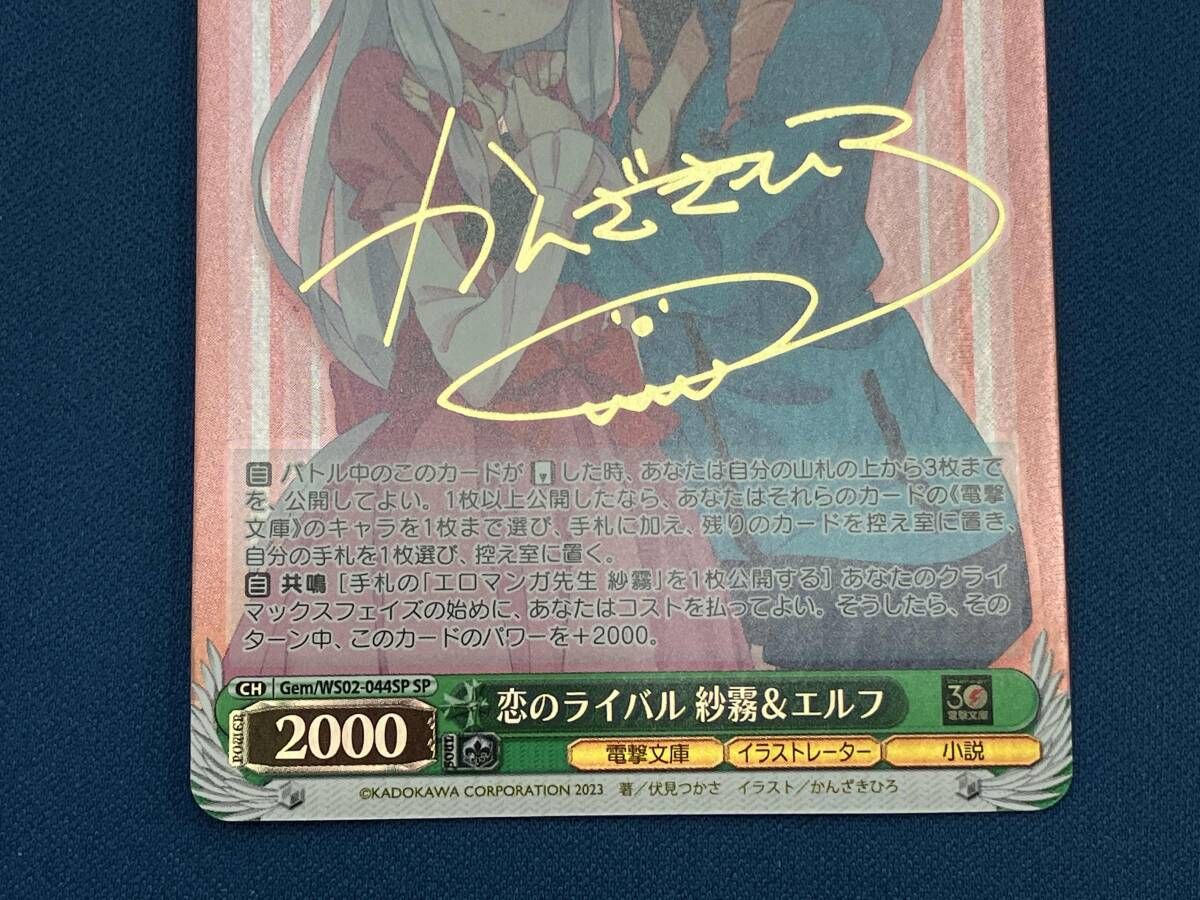 かんざきひろ
自 バトル中のこのカードが した時、あなたは自分の山札の上から3枚まで
を、公開してよい。1枚以上公開したなら、あなたはそれらのカードの《電撃
文庫》のキャラを1枚まで選び、手札に加え、残りのカードを控え室に置き、
自分の手札を1枚選び、控え室に置く。
自 共鳴 [手札の「エロマンガ先生 紗霧」を1枚公開する] あなたのクライ
マックスフェイズの始めに、あなたはコストを払ってよい。そうしたら、その
ターン中、このカードのパワーを+2000。
CH Gem/WS02-044SP SP
POWER 2000
SOUL
恋のライバル 紗霧&エルフ
30 電撃文庫
電撃文庫 イラストレーター 小説
©KADOKAWA CORPORATION 2023 著/伏見つかさ イラスト/かんざきひろ